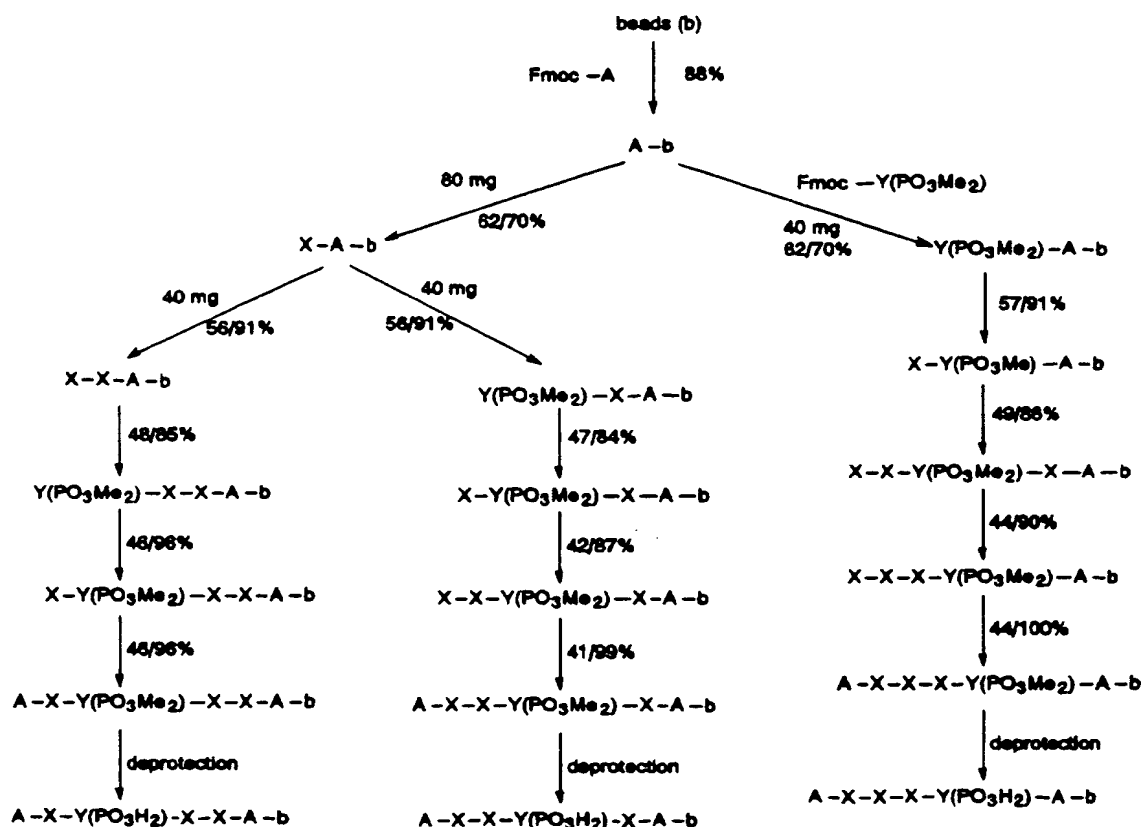 beads (b)
Fmoc –A 88%
A –b
80 mg
62/70%
Fmoc –Y(PO₃Me₂)
40 mg
62/70%
X –A –b
Y(PO₃Me₂)–A –b
40 mg
56/91%
40 mg
56/91%
57/91%
X–X–A–b
Y(PO₃Me₂)–X–A–b
X–Y(PO₃Me)–A–b
48/85%
47/84%
49/86%
Y(PO₃Me₂)–X–X–A–b
X–Y(PO₃Me₂)–X–A–b
X–X–Y(PO₃Me₂)–X–A–b
46/96%
42/87%
44/90%
X–Y(PO₃Me₂)–X–X–A–b
X–X–Y(PO₃Me₂)–X–A–b
X–X–X–Y(PO₃Me₂)–A–b
45/96%
41/99%
44/100%
A–X–Y(PO₃Me₂)–X–X–A–b
A–X–X–Y(PO₃Me₂)–X–A–b
A–X–X–X–Y(PO₃Me₂)–A–b
deprotection
deprotection
deprotection
A–X–Y(PO₃H₂)–X–X–A–b
A–X–X–Y(PO₃H₂)–X–A–b
A–X–X–X–Y(PO₃H₂)–A–b